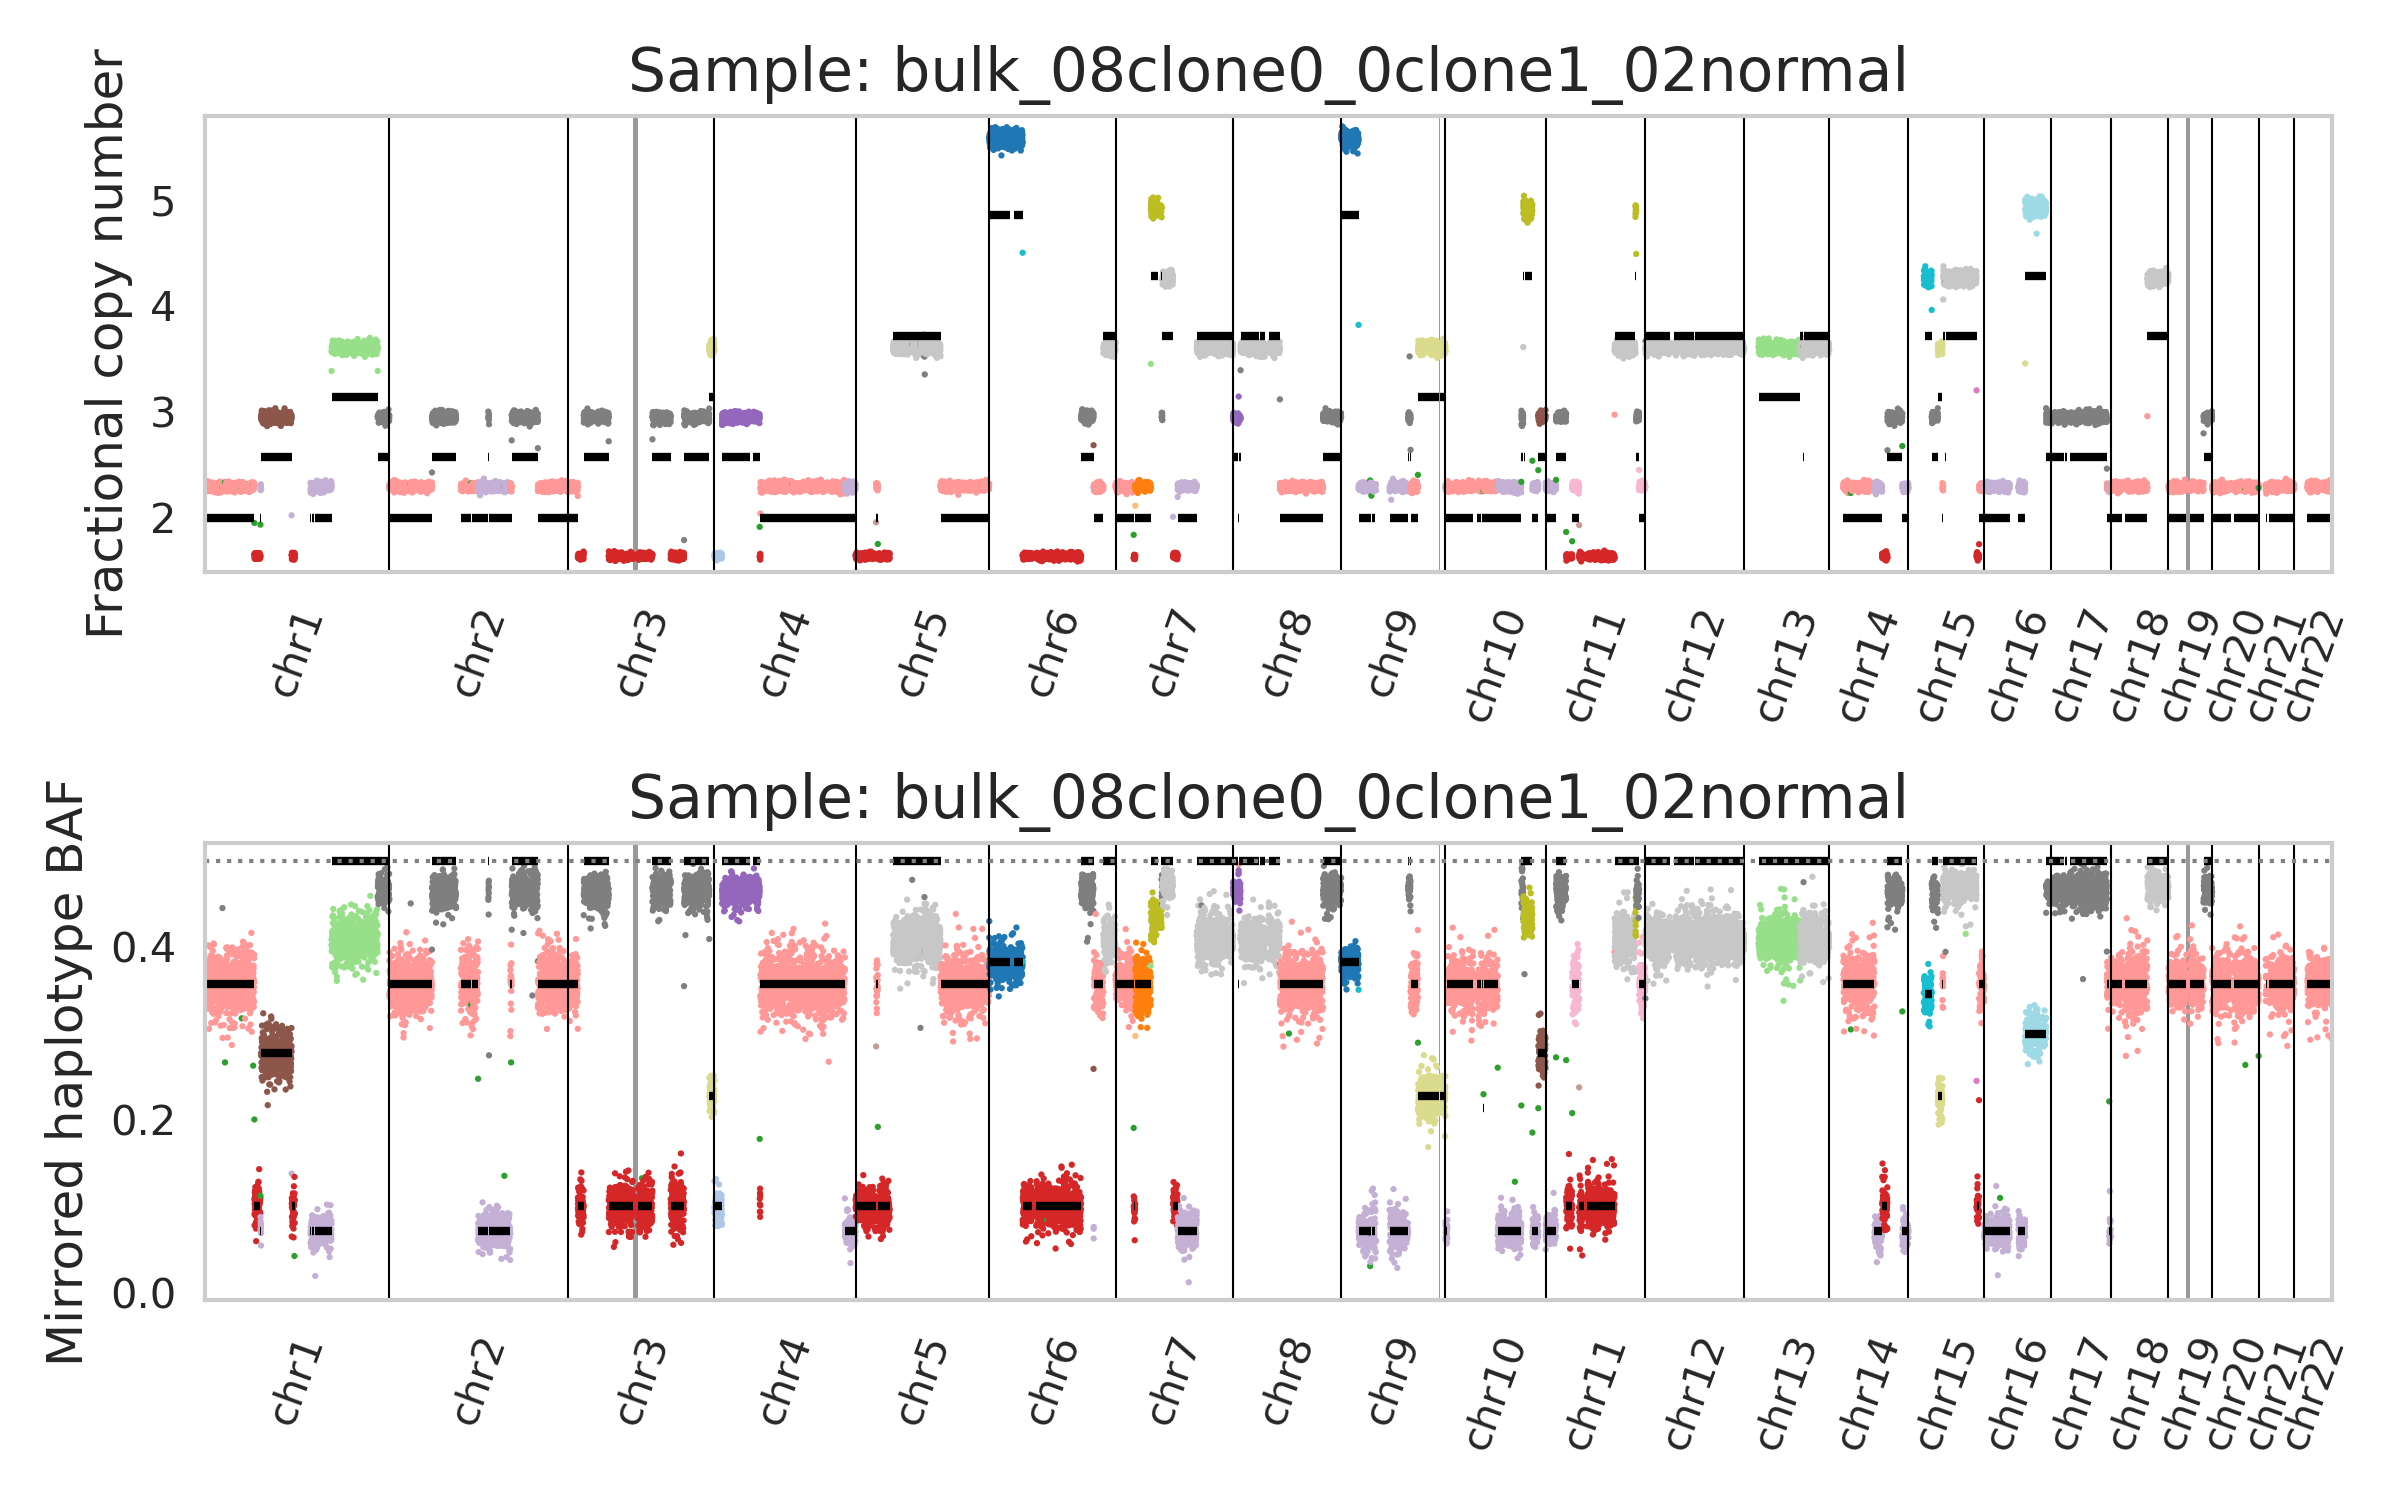 Sample: bulk_08clone0_0clone1_02normal
Fractional copy number
5
4
3
2
chr1 chr2 chr3 chr4 chr5 chr6 chr7 chr8 chr9 chr10 chr11 chr12 chr13 chr14 chr15 chr16 chr17 chr18 chr19 chr20 chr21 chr22
Sample: bulk_08clone0_0clone1_02normal
Mirrored haplotype BAF
0.4
0.2
0.0
chr1 chr2 chr3 chr4 chr5 chr6 chr7 chr8 chr9 chr10 chr11 chr12 chr13 chr14 chr15 chr16 chr17 chr18 chr19 chr20 chr21 chr22